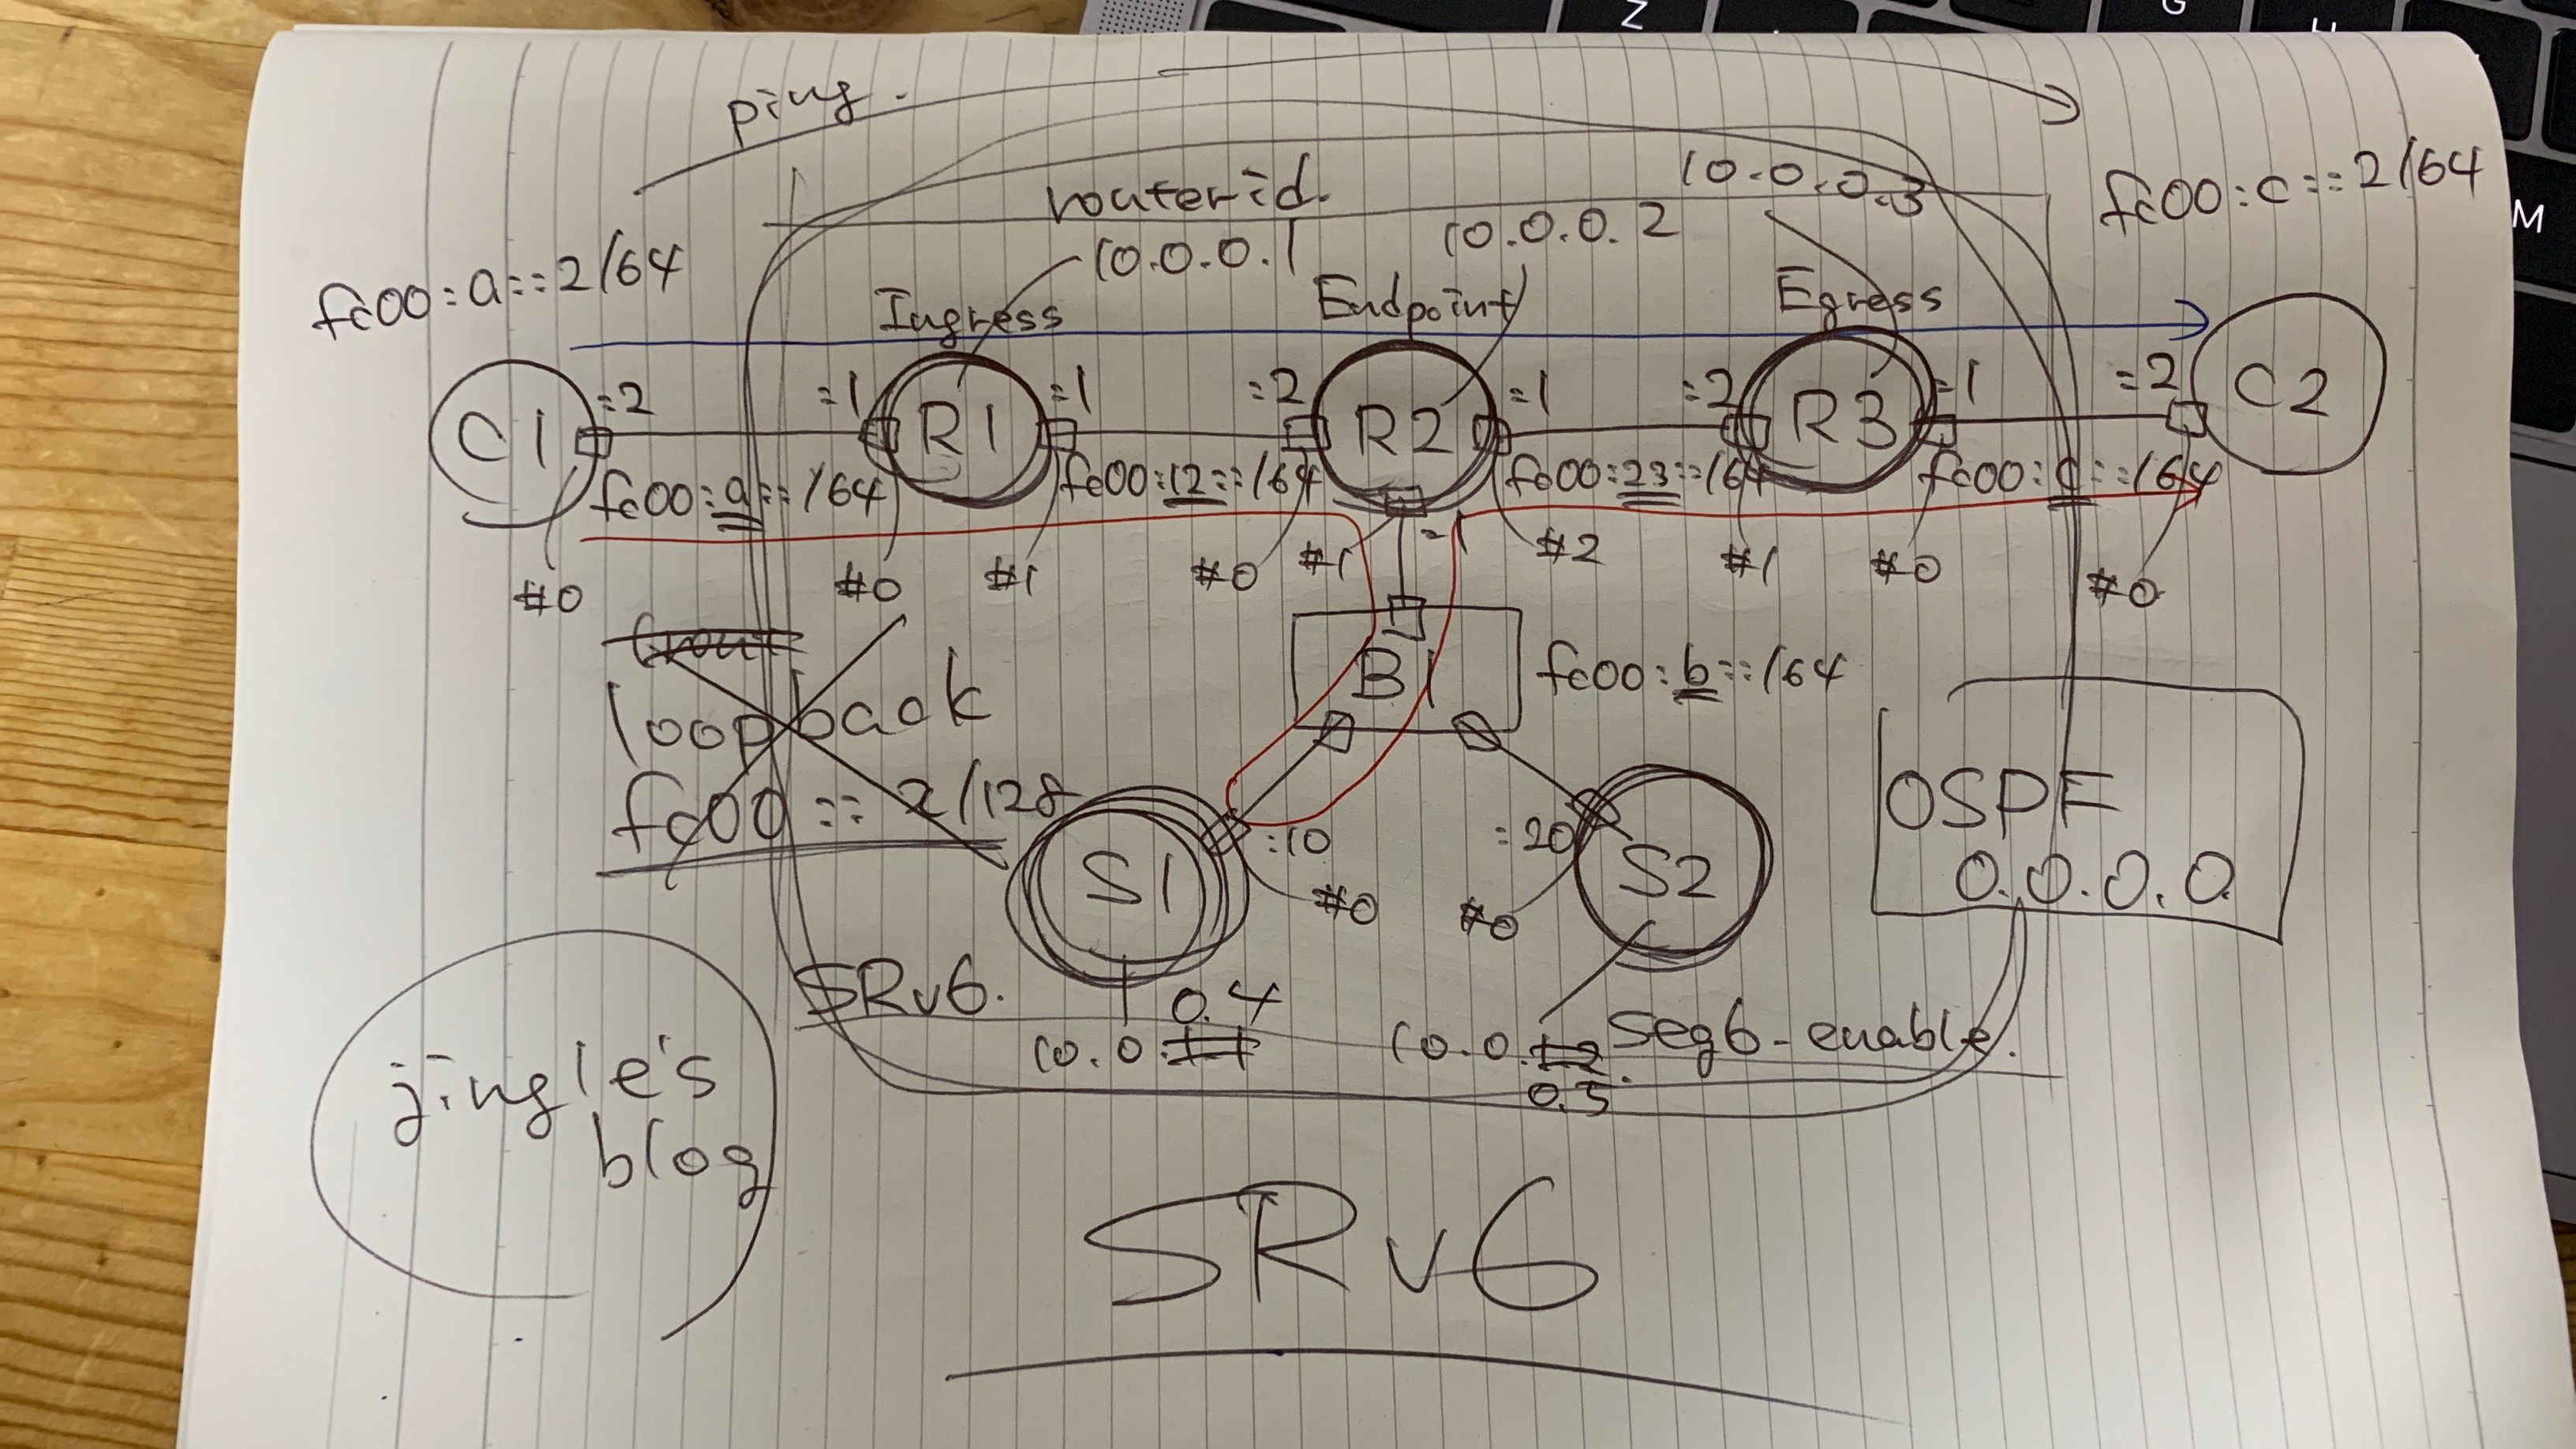 Z
G
H
M
ping.
routerid.
10.0.0.3
fc00:c::2/64
10.0.0.1
10.0.0.2
fc00:a::2/64
Ingress
Endpoint
Egress
C1
:2
:1
R1
:1
:2
R2
:1
:2
R3
:1
:2
C2
fc00:a::/64
fc00:12::/64
fc00:23::/64
fc00:c::/64
#0
#0
#1
#0
#1
:1
#2
#1
#0
#0
B1
fc00:b::/64
loopback
fc00::2/128
S1
:10
#0
:20
#0
S2
OSPF
0.0.0.0
SRv6.
0.4
10.0.11
10.0.12
0.5
seg6-enable.
jingle's
blog
SRv6